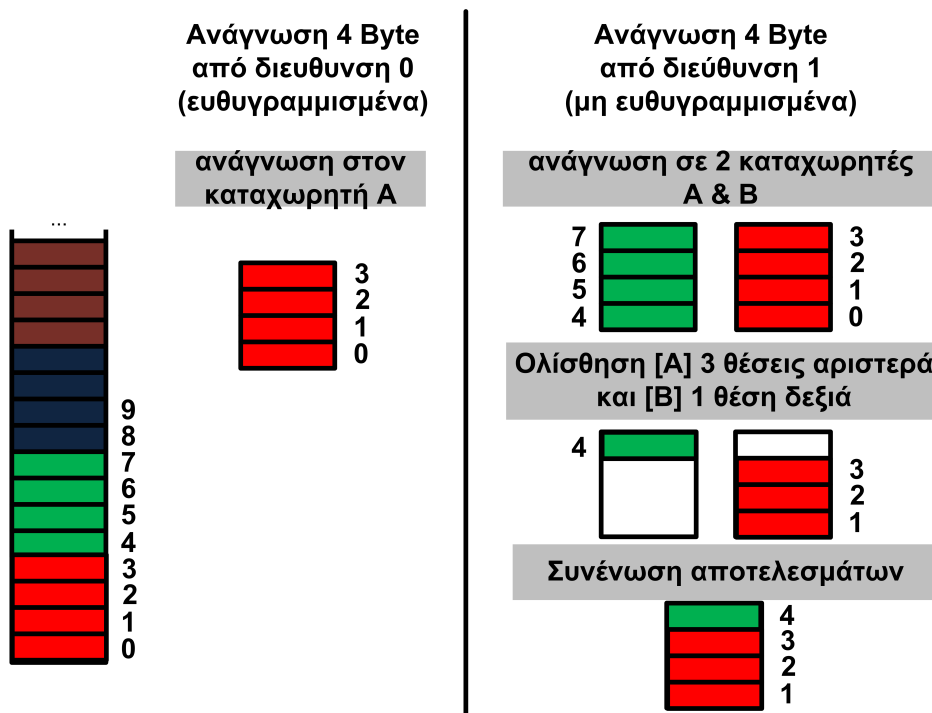 Ανάγνωση 4 Byte
από διευθυνση 0
(ευθυγραμμισμένα)
ανάγνωση στον
καταχωρητή Α
...
9
8
7
6
5
4
3
2
1
0
3
2
1
0
Ανάγνωση 4 Byte
από διεύθυνση 1
(μη ευθυγραμμισμένα)
ανάγνωση σε 2 καταχωρητές
Α & Β
7
6
5
4
3
2
1
0
Ολίσθηση [Α] 3 θέσεις αριστερά
και [Β] 1 θέση δεξιά
4
3
2
1
Συνένωση αποτελεσμάτων
4
3
2
1